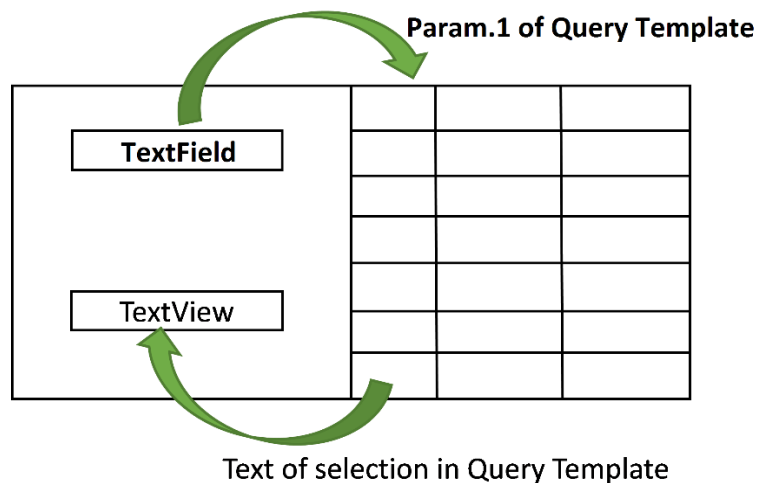 Param.1 of Query Template
TextField
TextView
Text of selection in Query Template